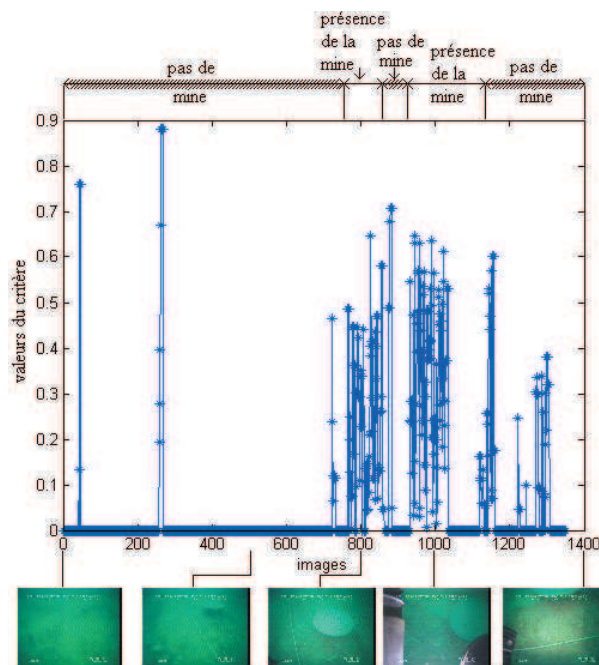 présence
de la
mine
pas de
mine
présence
de la
mine
pas de
mine
pas de
mine
0.9
0.8
0.7
0.6
0.5
0.4
0.3
0.2
0.1
0
valeurs du critère
0 200 400 600 800 1000 1200 1400
images